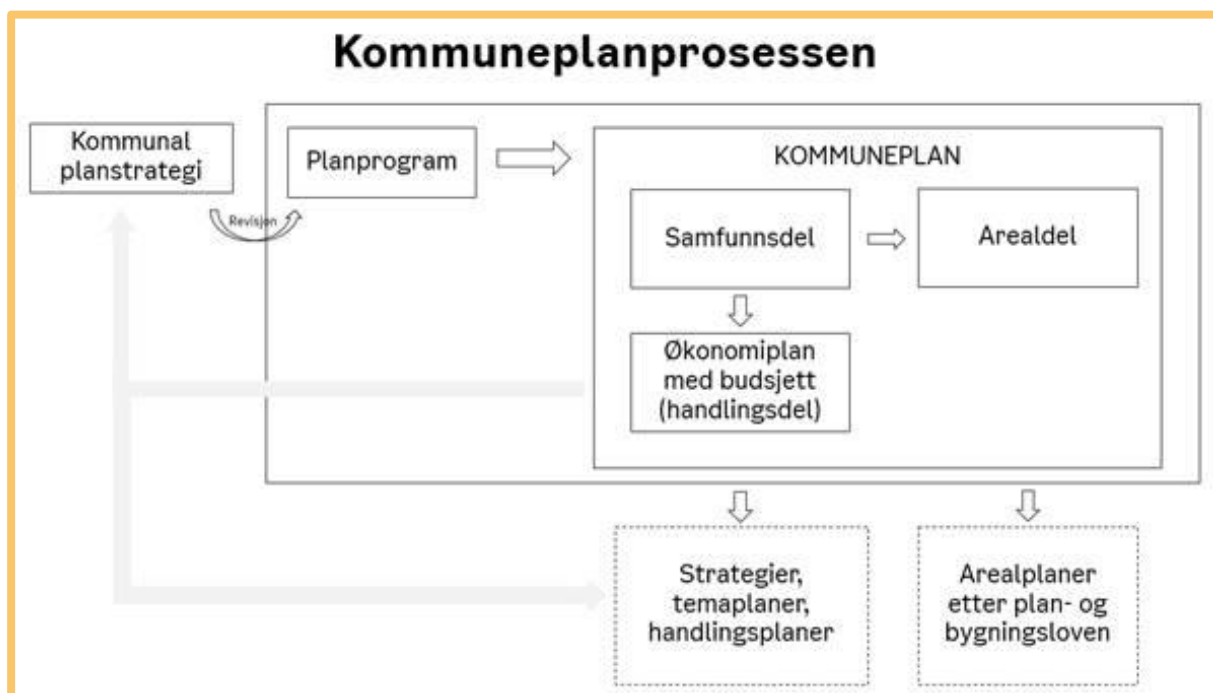 Kommuneplanprosessen
Kommunal
planstrategi
Revisjon
Planprogram
KOMMUNEPLAN
Samfunnsdel
Arealdel
Økonomiplan
med budsjett
(handlingsdel)
Strategier,
temaplaner,
handlingsplaner
Arealplaner
etter plan- og
bygningsloven